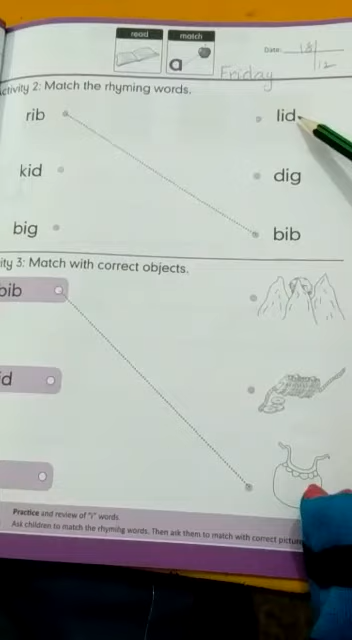 read match
a
Date: 18/12
Friday
ctivity 2: Match the rhyming words.
rib lid
kid dig
big bib
ity 3: Match with correct objects.
bib
id
Practice and review of "i" words.
Ask children to match the rhyming words. Then ask them to match with correct picture